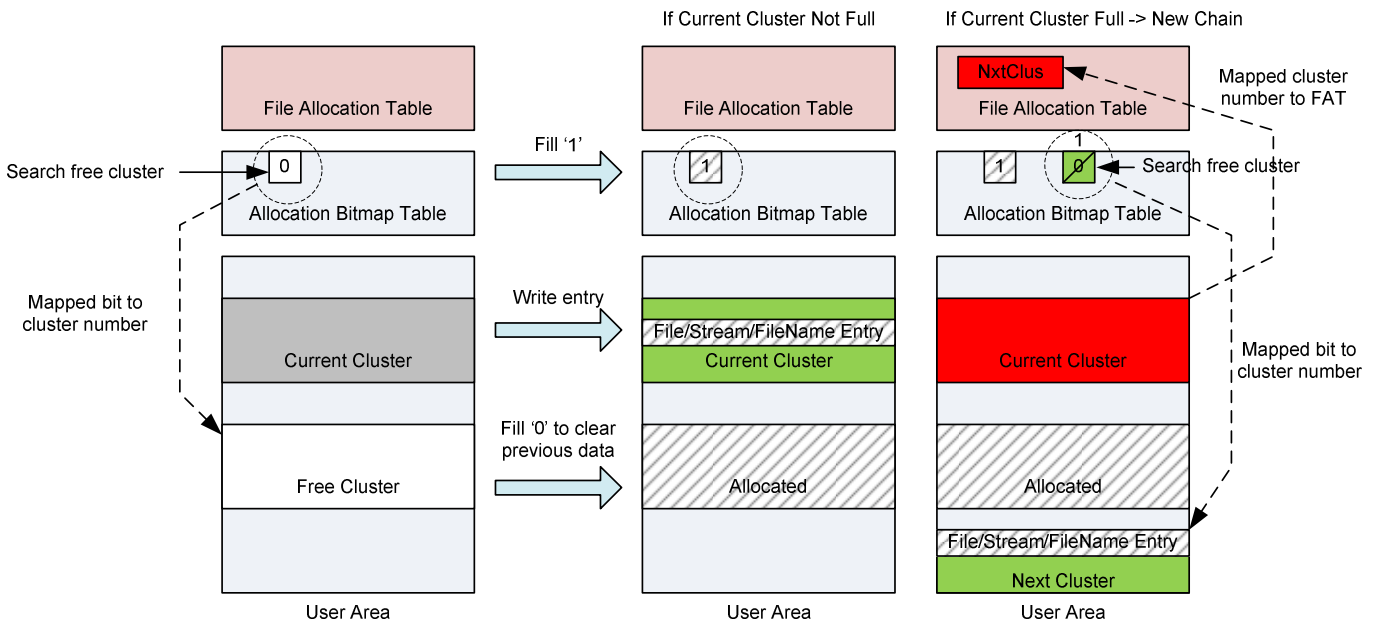 If Current Cluster Not Full
If Current Cluster Full -> New Chain
File Allocation Table
File Allocation Table
NxtClus
File Allocation Table
Mapped cluster
number to FAT
Search free cluster
0
Allocation Bitmap Table
Fill ‘1’
1
Allocation Bitmap Table
1
1
0
Search free cluster
Allocation Bitmap Table
Mapped bit to
cluster number
Current Cluster
Write entry
File/Stream/FileName Entry
Current Cluster
Current Cluster
Mapped bit to
cluster number
Free Cluster
Fill ‘0’ to clear
previous data
Allocated
Allocated
File/Stream/FileName Entry
Next Cluster
User Area
User Area
User Area